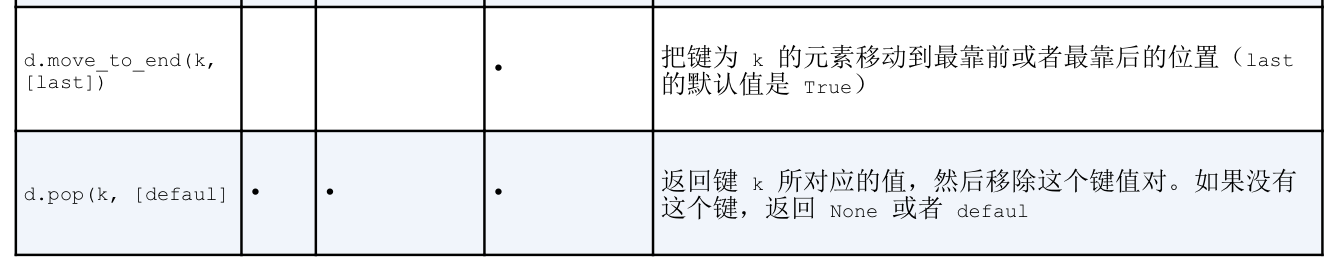 d.move_to_end(k,
[last])
•
把键为 k 的元素移动到最靠前或者最靠后的位置（last
的默认值是 True）
d.pop(k, [defaul]
•
•
•
返回键 k 所对应的值，然后移除这个键值对。如果没有
这个键，返回 None 或者 defaul